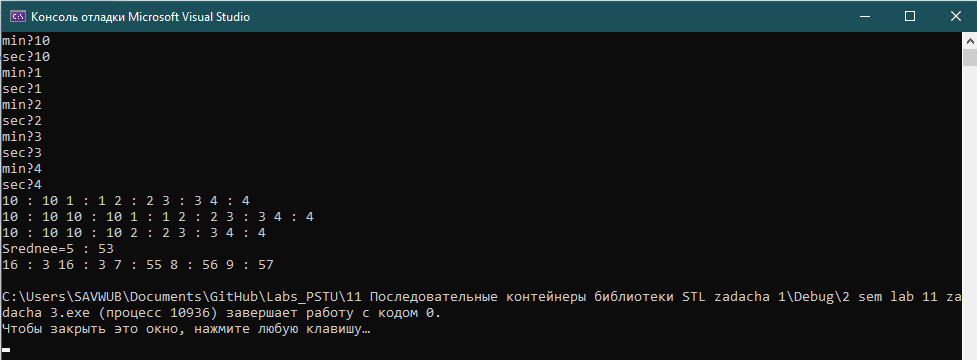 Консоль отладки Microsoft Visual Studio
min?10
sec?10
min?1
sec?1
min?2
sec?2
min?3
sec?3
min?4
sec?4
10 : 10 1 : 1 2 : 2 3 : 3 4 : 4
10 : 10 10 : 10 1 : 1 2 : 2 3 : 3 4 : 4
10 : 10 10 : 10 2 : 2 3 : 3 4 : 4
Srednee=5 : 53
16 : 3 16 : 3 7 : 55 8 : 56 9 : 57
C:\Users\SAVWUB\Documents\GitHub\Labs_PSTU\11 Последовательные контейнеры библиотеки STL zadacha 1\Debug\2 sem lab 11 za
dacha 3.exe (процесс 10936) завершает работу с кодом 0.
Чтобы закрыть это окно, нажмите любую клавишу…